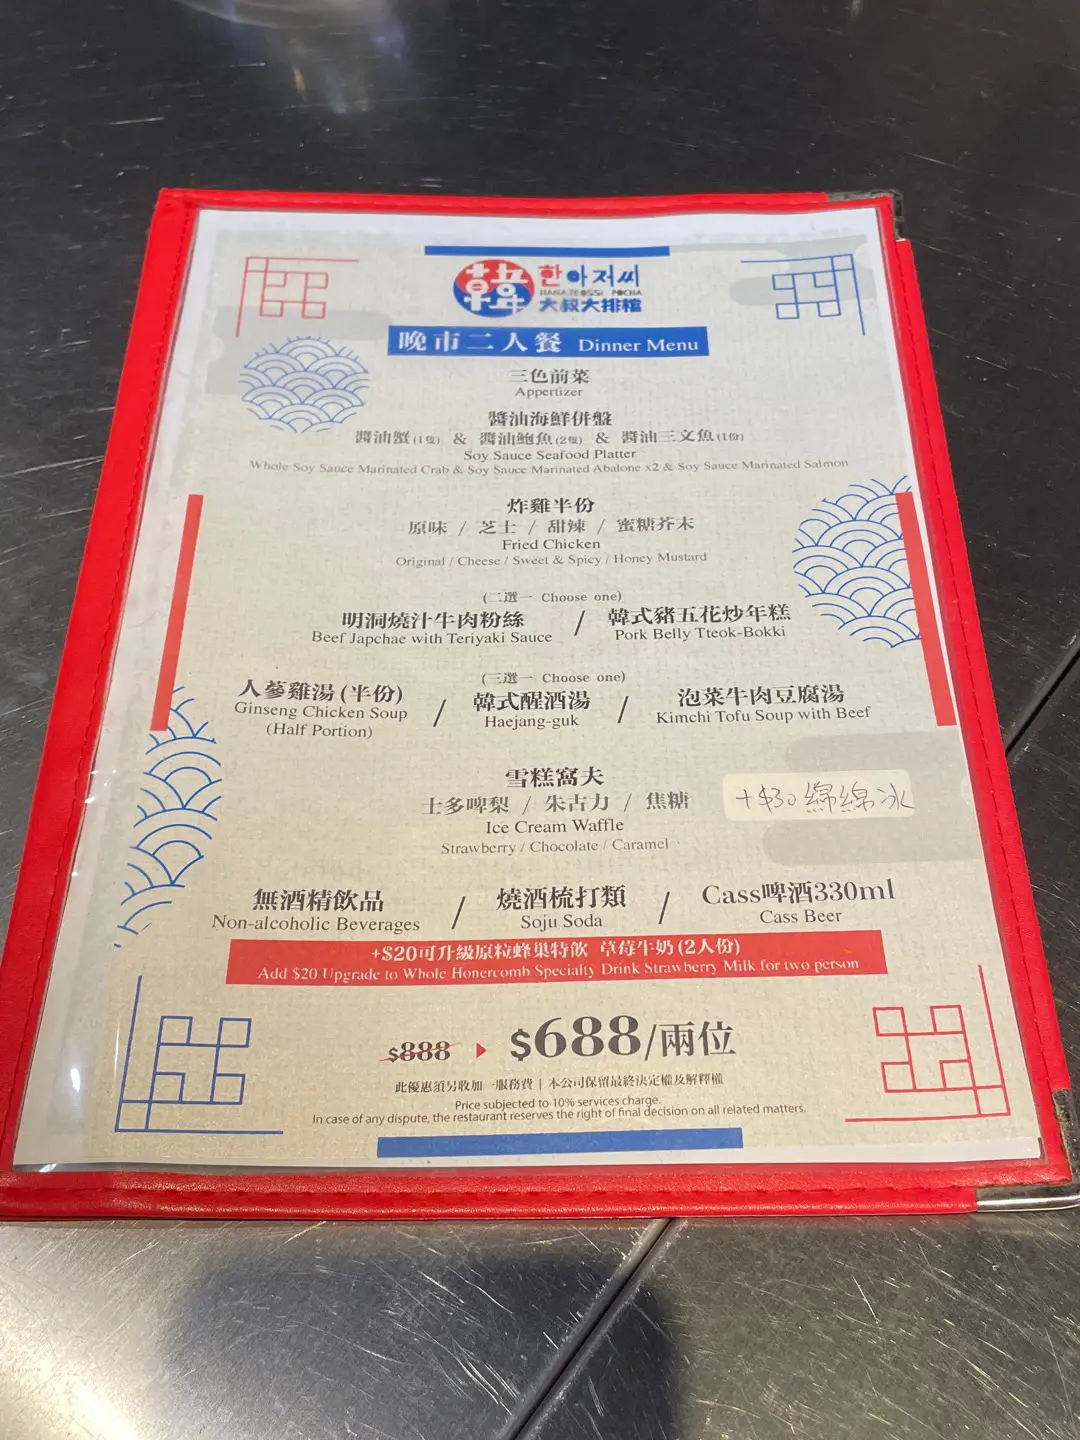 韓 한아저씨
HANAJEOSSI POCHA
大叔大排檔
晚市二人餐 Dinner Menu
三色前菜
Appertizer
醬油海鮮併盤
醬油蟹(1隻) & 醬油鮑魚(2隻) & 醬油三文魚(1份)
Soy Sauce Seafood Platter
Whole Soy Sauce Marinated Crab & Soy Sauce Marinated Abalone x2 & Soy Sauce Marinated Salmon
炸雞半份
原味 / 芝士 / 甜辣 / 蜜糖芥末
Fried Chicken
Original / Cheese / Sweet & Spicy / Honey Mustard
(二選一 Choose one)
明洞燒汁牛肉粉絲 / 韓式豬五花炒年糕
Beef Japchae with Teriyaki Sauce Pork Belly Tteok-Bokki
(三選一 Choose one)
人蔘雞湯(半份) / 韓式醒酒湯 / 泡菜牛肉豆腐湯
Ginseng Chicken Soup Haejang-guk Kimchi Tofu Soup with Beef
(Half Portion)
雪糕窩夫
士多啤梨 / 朱古力 / 焦糖
+$30 綿綿冰
Ice Cream Waffle
Strawberry / Chocolate / Caramel
無酒精飲品 / 燒酒梳打類 / Cass啤酒330ml
Non-alcoholic Beverages Soju Soda Cass Beer
+$20可升級原粒蜂巢特飲 草莓牛奶(2人份)
Add $20 Upgrade to Whole Honercomb Specialty Drink Strawberry Milk for two person
$888 $688/兩位
此優惠須另收加一服務費 | 本公司保留最終決定權及解釋權
Price subjected to 10% services charge.
In case of any dispute, the restaurant reserves the right of final decision on all related matters.